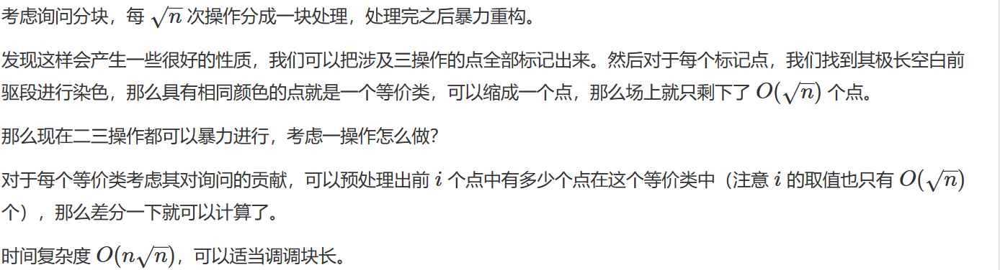 考虑询问分块，每 √n 次操作分成一块处理，处理完之后暴力重构。
发现这样会产生一些很好的性质，我们可以把涉及三操作的点全部标记出来。然后对于每个标记点，我们找到其极长空白前
驱段进行染色，那么具有相同颜色的点就是一个等价类，可以缩成一个点，那么场上就只剩下了 O(√n) 个点。
那么现在二三操作都可以暴力进行，考虑一操作怎么做?
对于每个等价类考虑其对询问的贡献，可以预处理出前 i 个点中有多少个点在这个等价类中（注意 i 的取值也只有 O(√n)
个），那么差分一下就可以计算了。
时间复杂度 O(n√n)，可以适当调调块长。